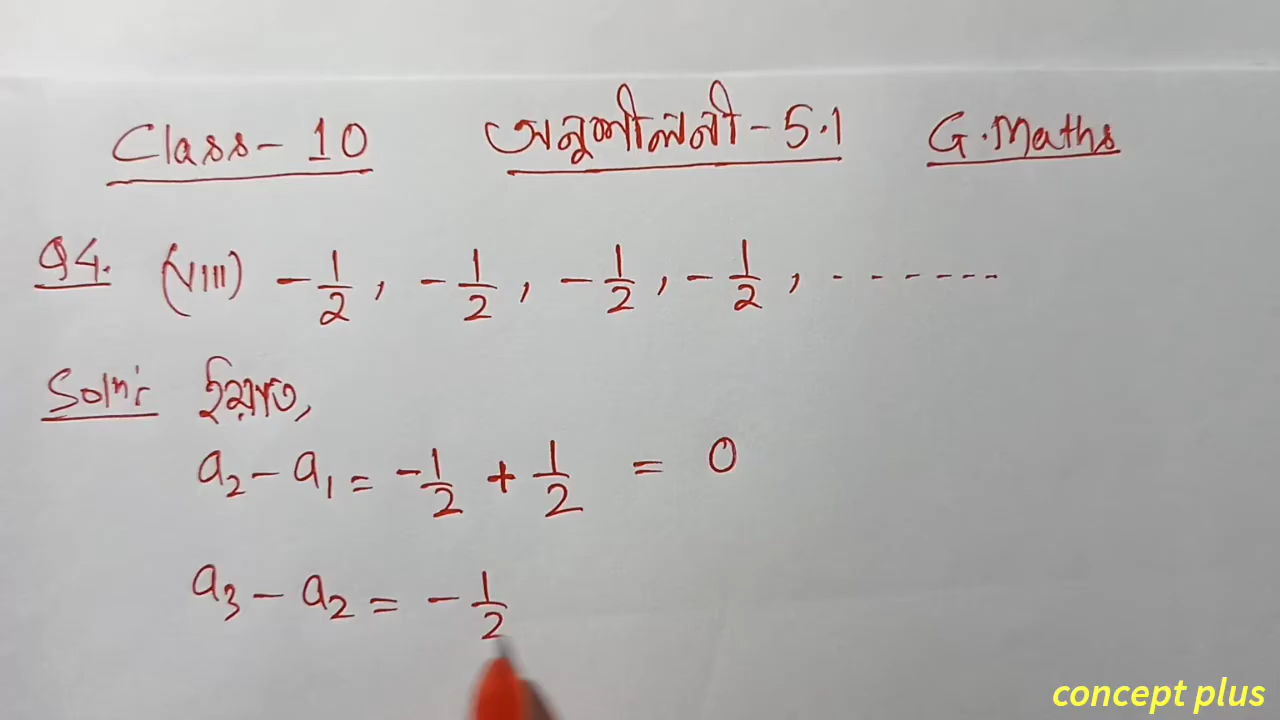 Class - 10 অনুশীলনী - 5.1 G. Maths
Q4. (VIII) -1/2, -1/2, -1/2, -1/2, .......
Soln: ইয়াত,
a₂ - a₁ = -1/2 + 1/2 = 0
a₃ - a₂ = -1/2
concept plus